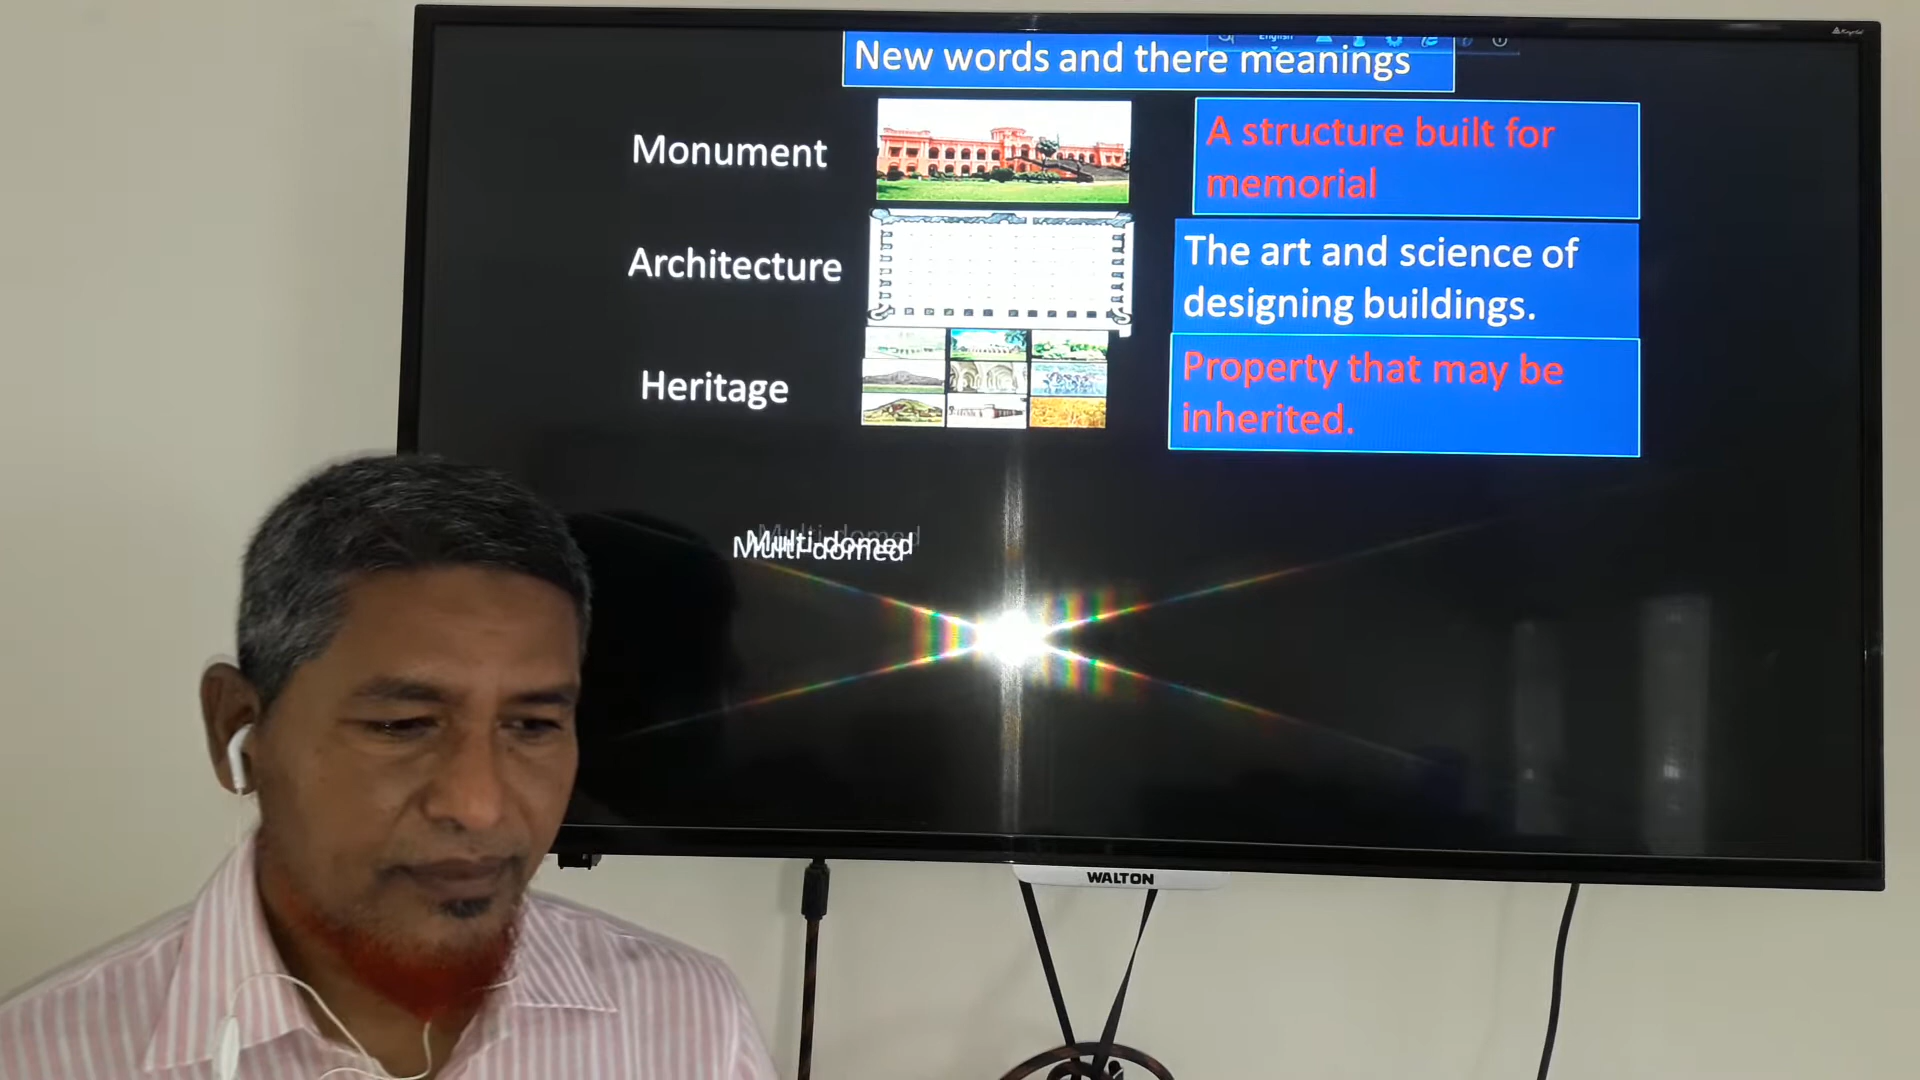 English
New words and there meanings
Monument
A structure built for
memorial
Architecture
The art and science of
designing buildings.
Heritage
Property that may be
inherited.
Multi-domed
WALTON